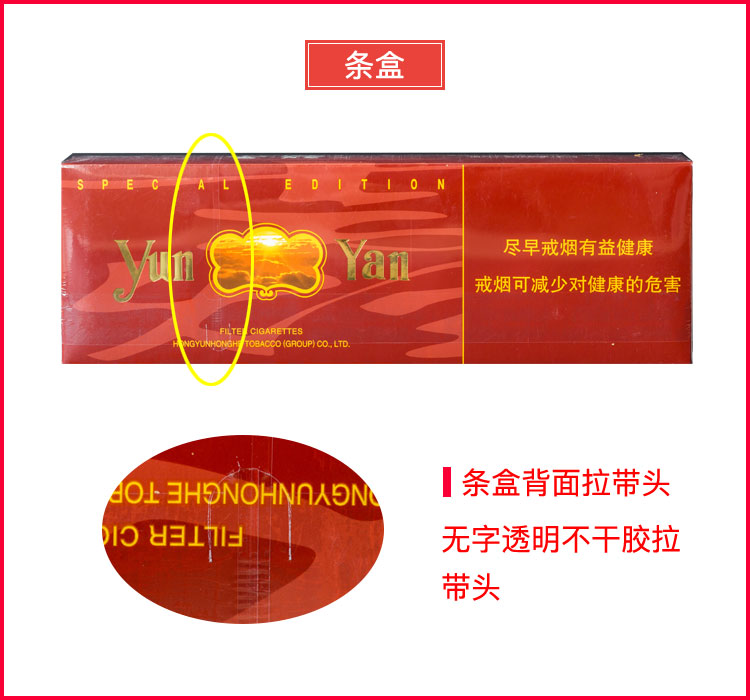 条盒
SPECIAL EDITION
Yun Yan
FILTER CIGARETTES
HONGYUNHONGHE TOBACCO (GROUP) CO., LTD.
尽早戒烟有益健康
戒烟可减少对健康的危害
ONGYUNHONGHE TOB
FILTER CIG
条盒背面拉带头
无字透明不干胶拉
带头